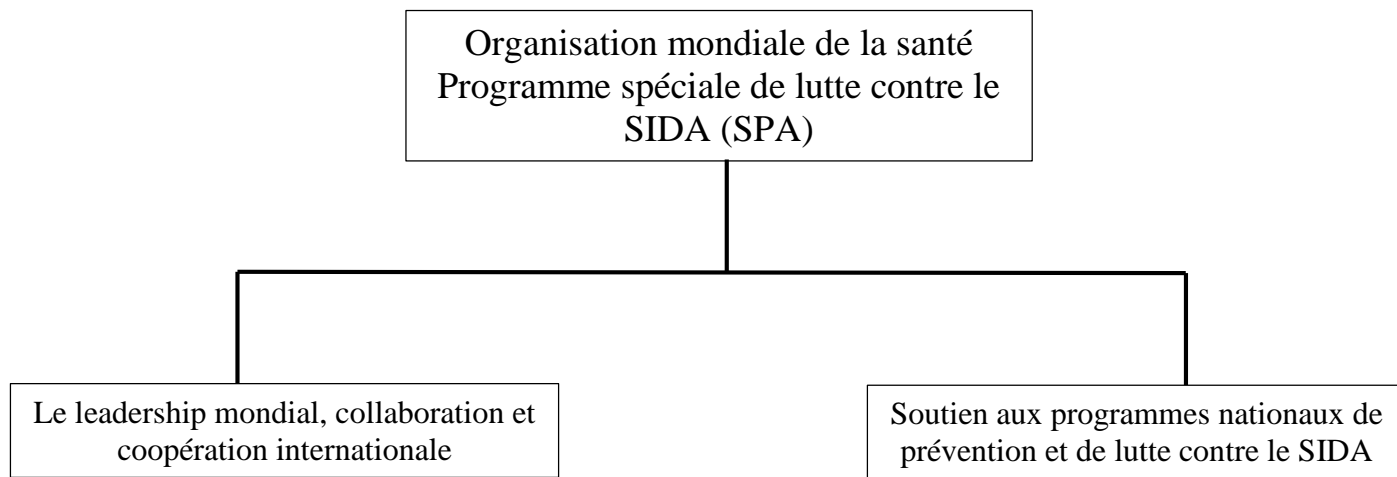 Organisation mondiale de la santé
Programme spéciale de lutte contre le
SIDA (SPA)
Le leadership mondial, collaboration et
coopération internationale
Soutien aux programmes nationaux de
prévention et de lutte contre le SIDA